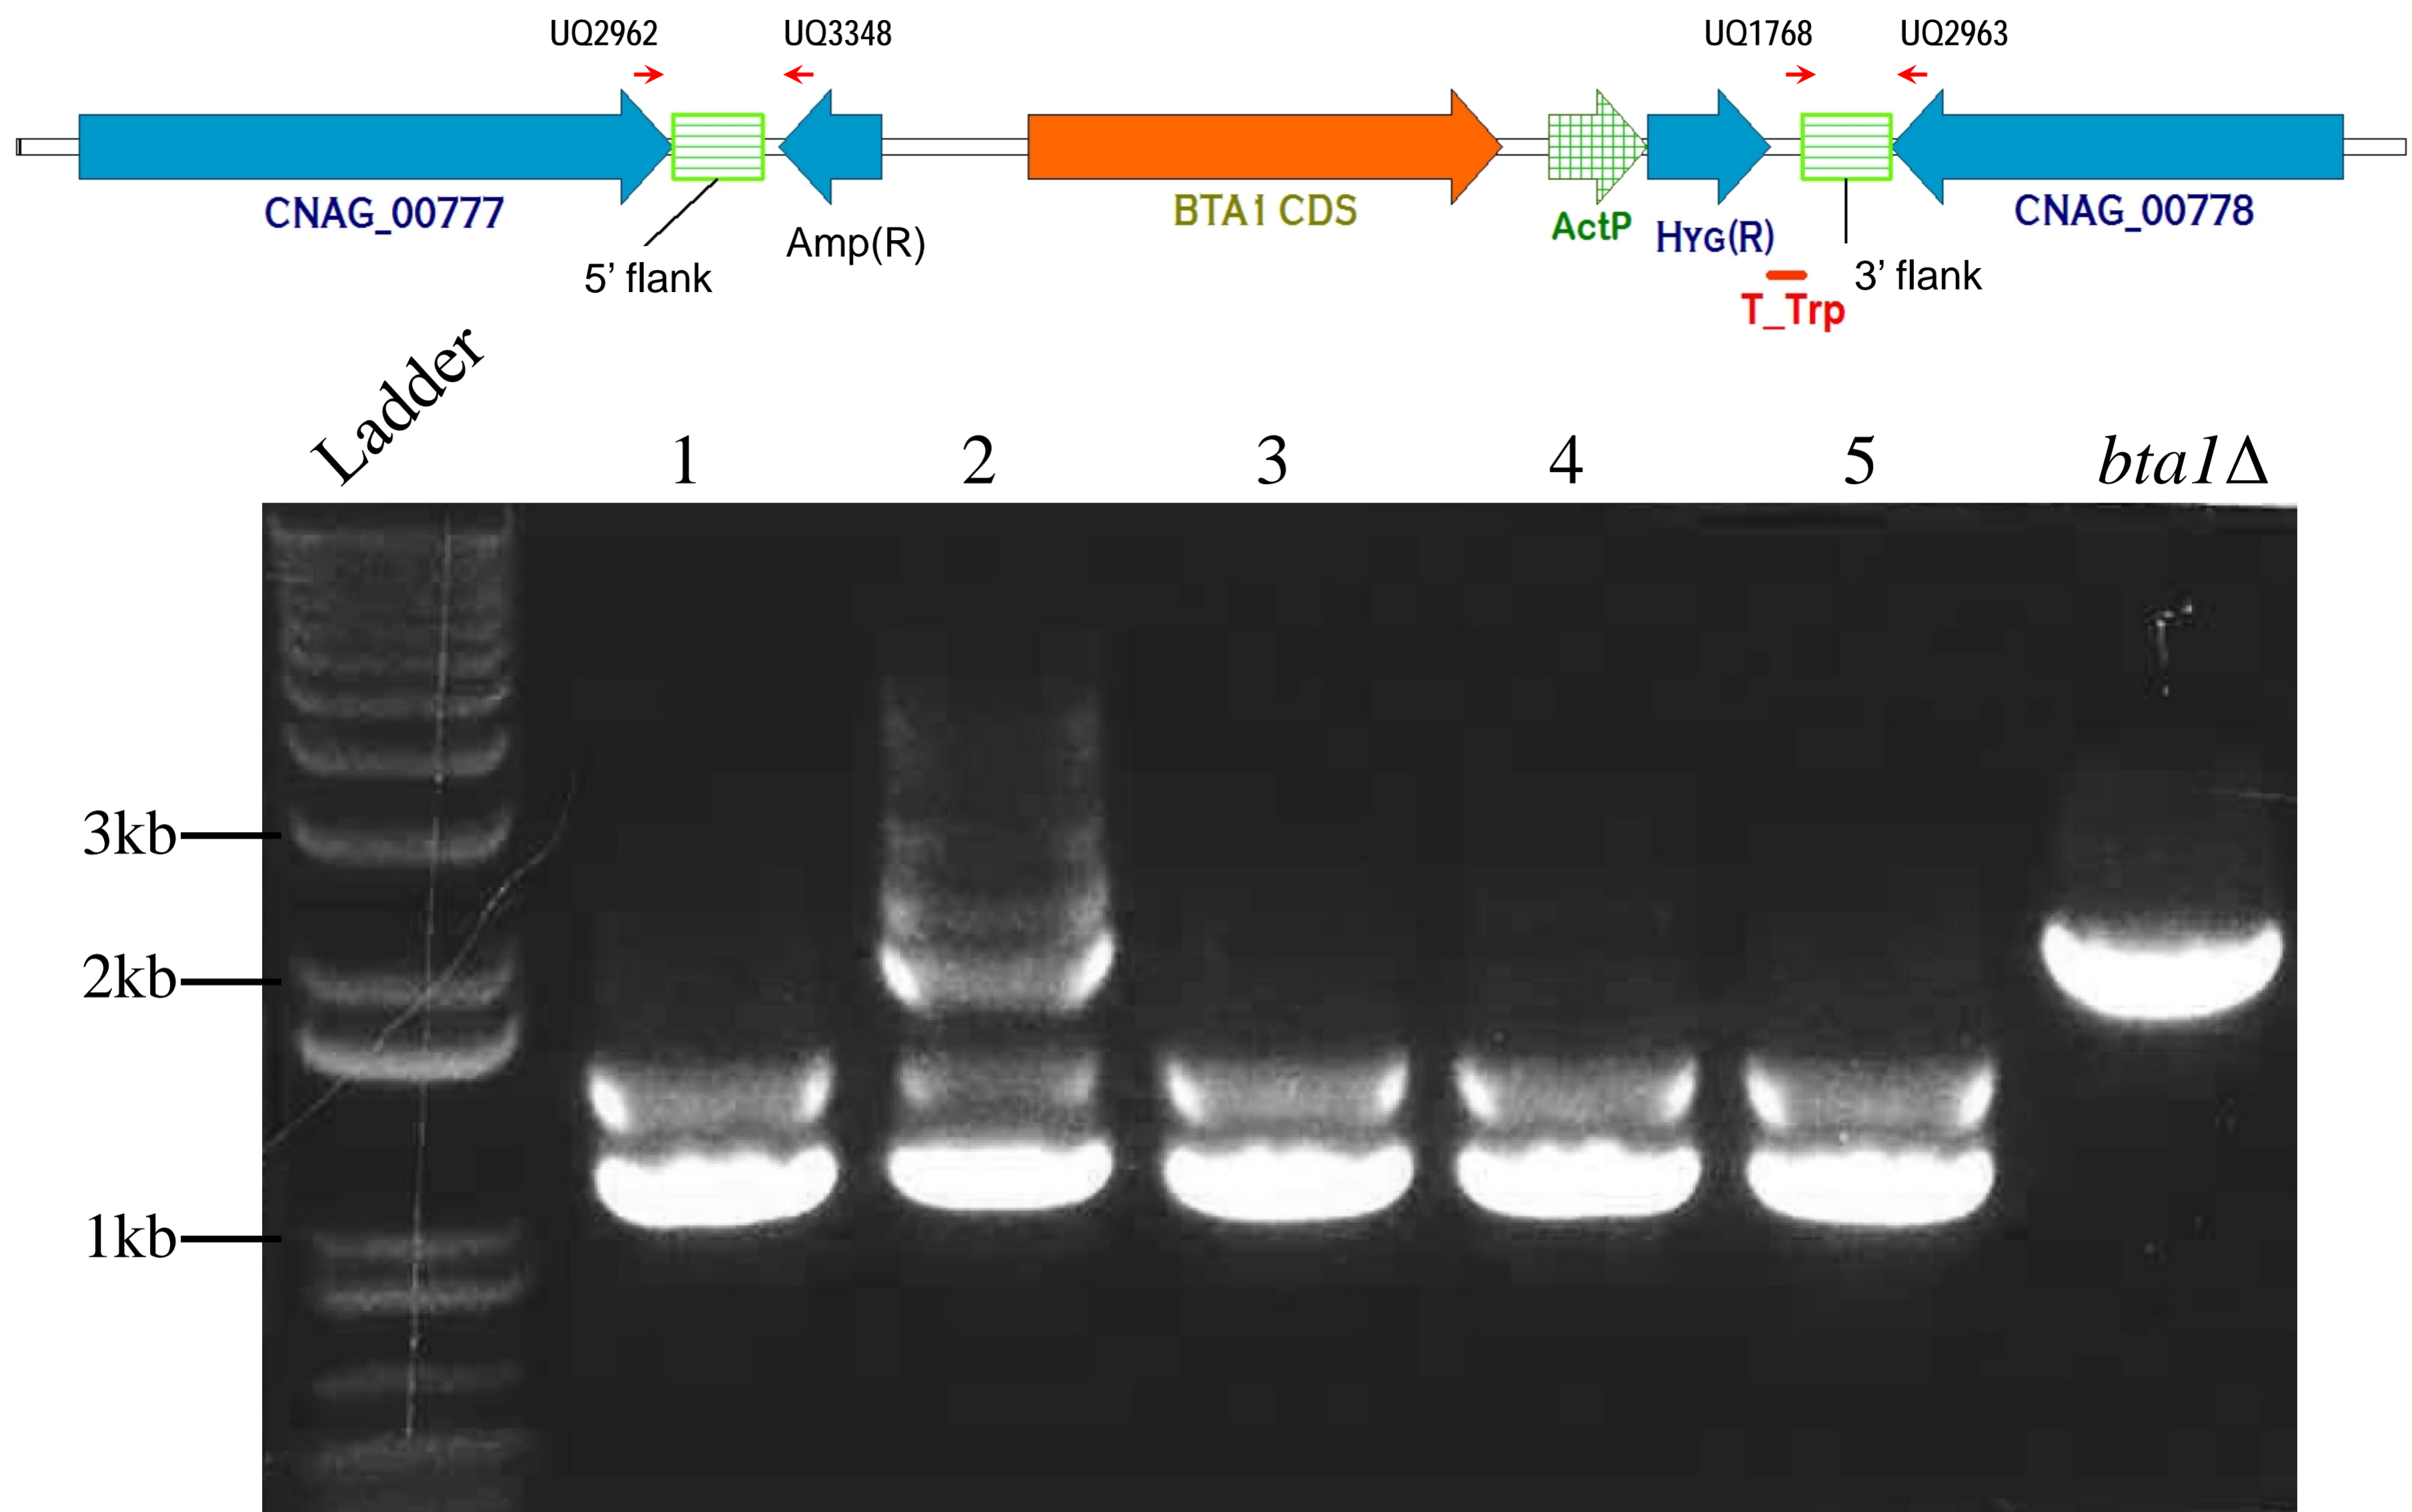 UQ2962 UQ3348 UQ1768 UQ2963
CNAG_00777 BTA1 CDS CNAG_00778
ActP Hyg(R)
Amp(R)
5’ flank 3’ flank
T_Trp
Ladder 1 2 3 4 5 bta1Δ
3kb
2kb
1kb